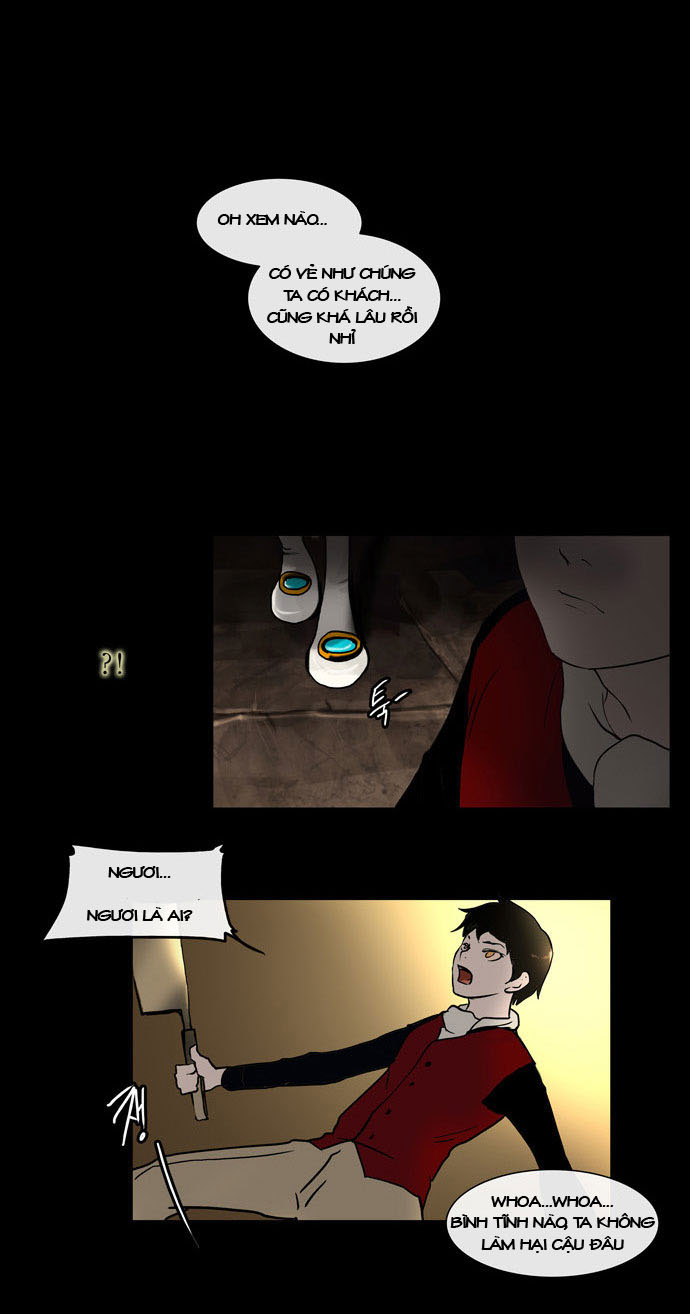 OH XEM NÀO...
CÓ VẺ NHƯ CHÚNG
TA CÓ KHÁCH...
CŨNG KHÁ LÂU RỒI
NHỈ
?!
툭
NGƯƠI...
NGƯƠI LÀ AI?
WHOA...WHOA...
BÌNH TĨNH NÀO, TA KHÔNG
LÀM HẠI CẬU ĐÂU